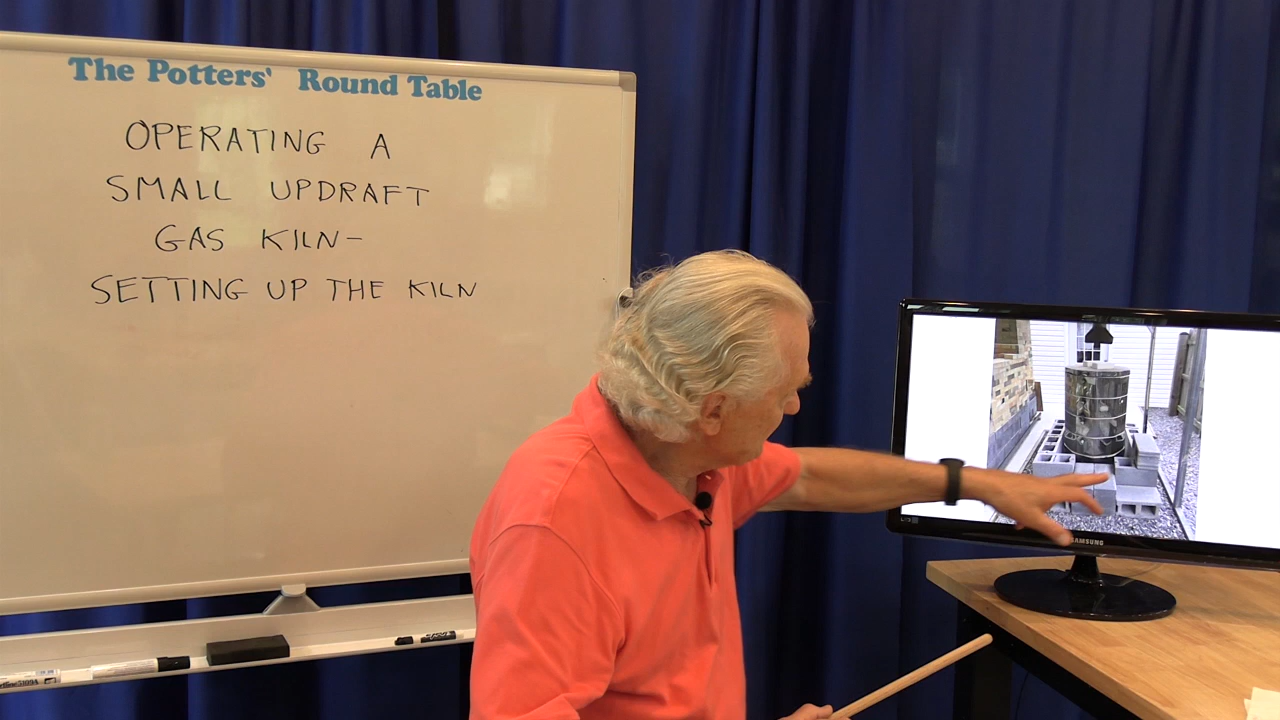 The Potters' Round Table
OPERATING A
SMALL UPDRAFT
GAS KILN-
SETTING UP THE KILN
SAMSUNG